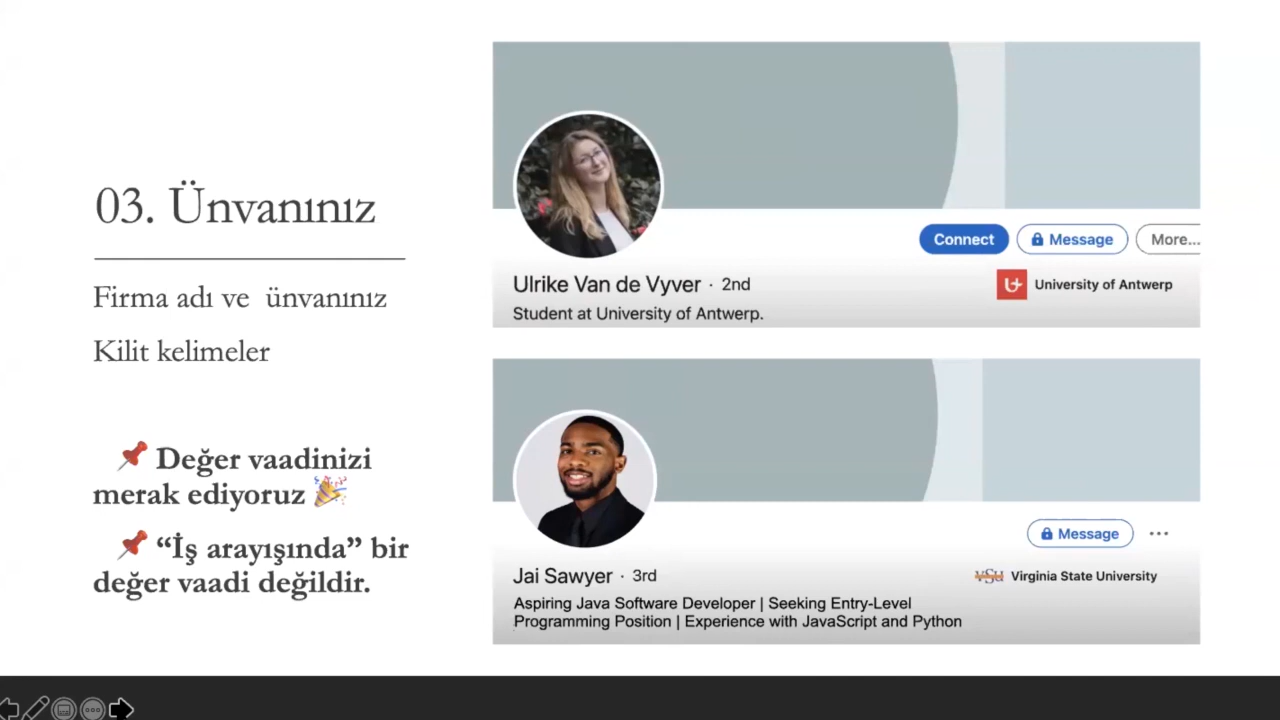 03. Ünvanınız
Firma adı ve ünvanınız
Kilit kelimeler
📌 Değer vaadinizi
merak ediyoruz 🎉
📌 “İş arayışında” bir
değer vaadi değildir.
Connect
Message
More...
Ulrike Van de Vyver · 2nd
University of Antwerp
Student at University of Antwerp.
Message
Jai Sawyer · 3rd
VSU Virginia State University
Aspiring Java Software Developer | Seeking Entry-Level
Programming Position | Experience with JavaScript and Python